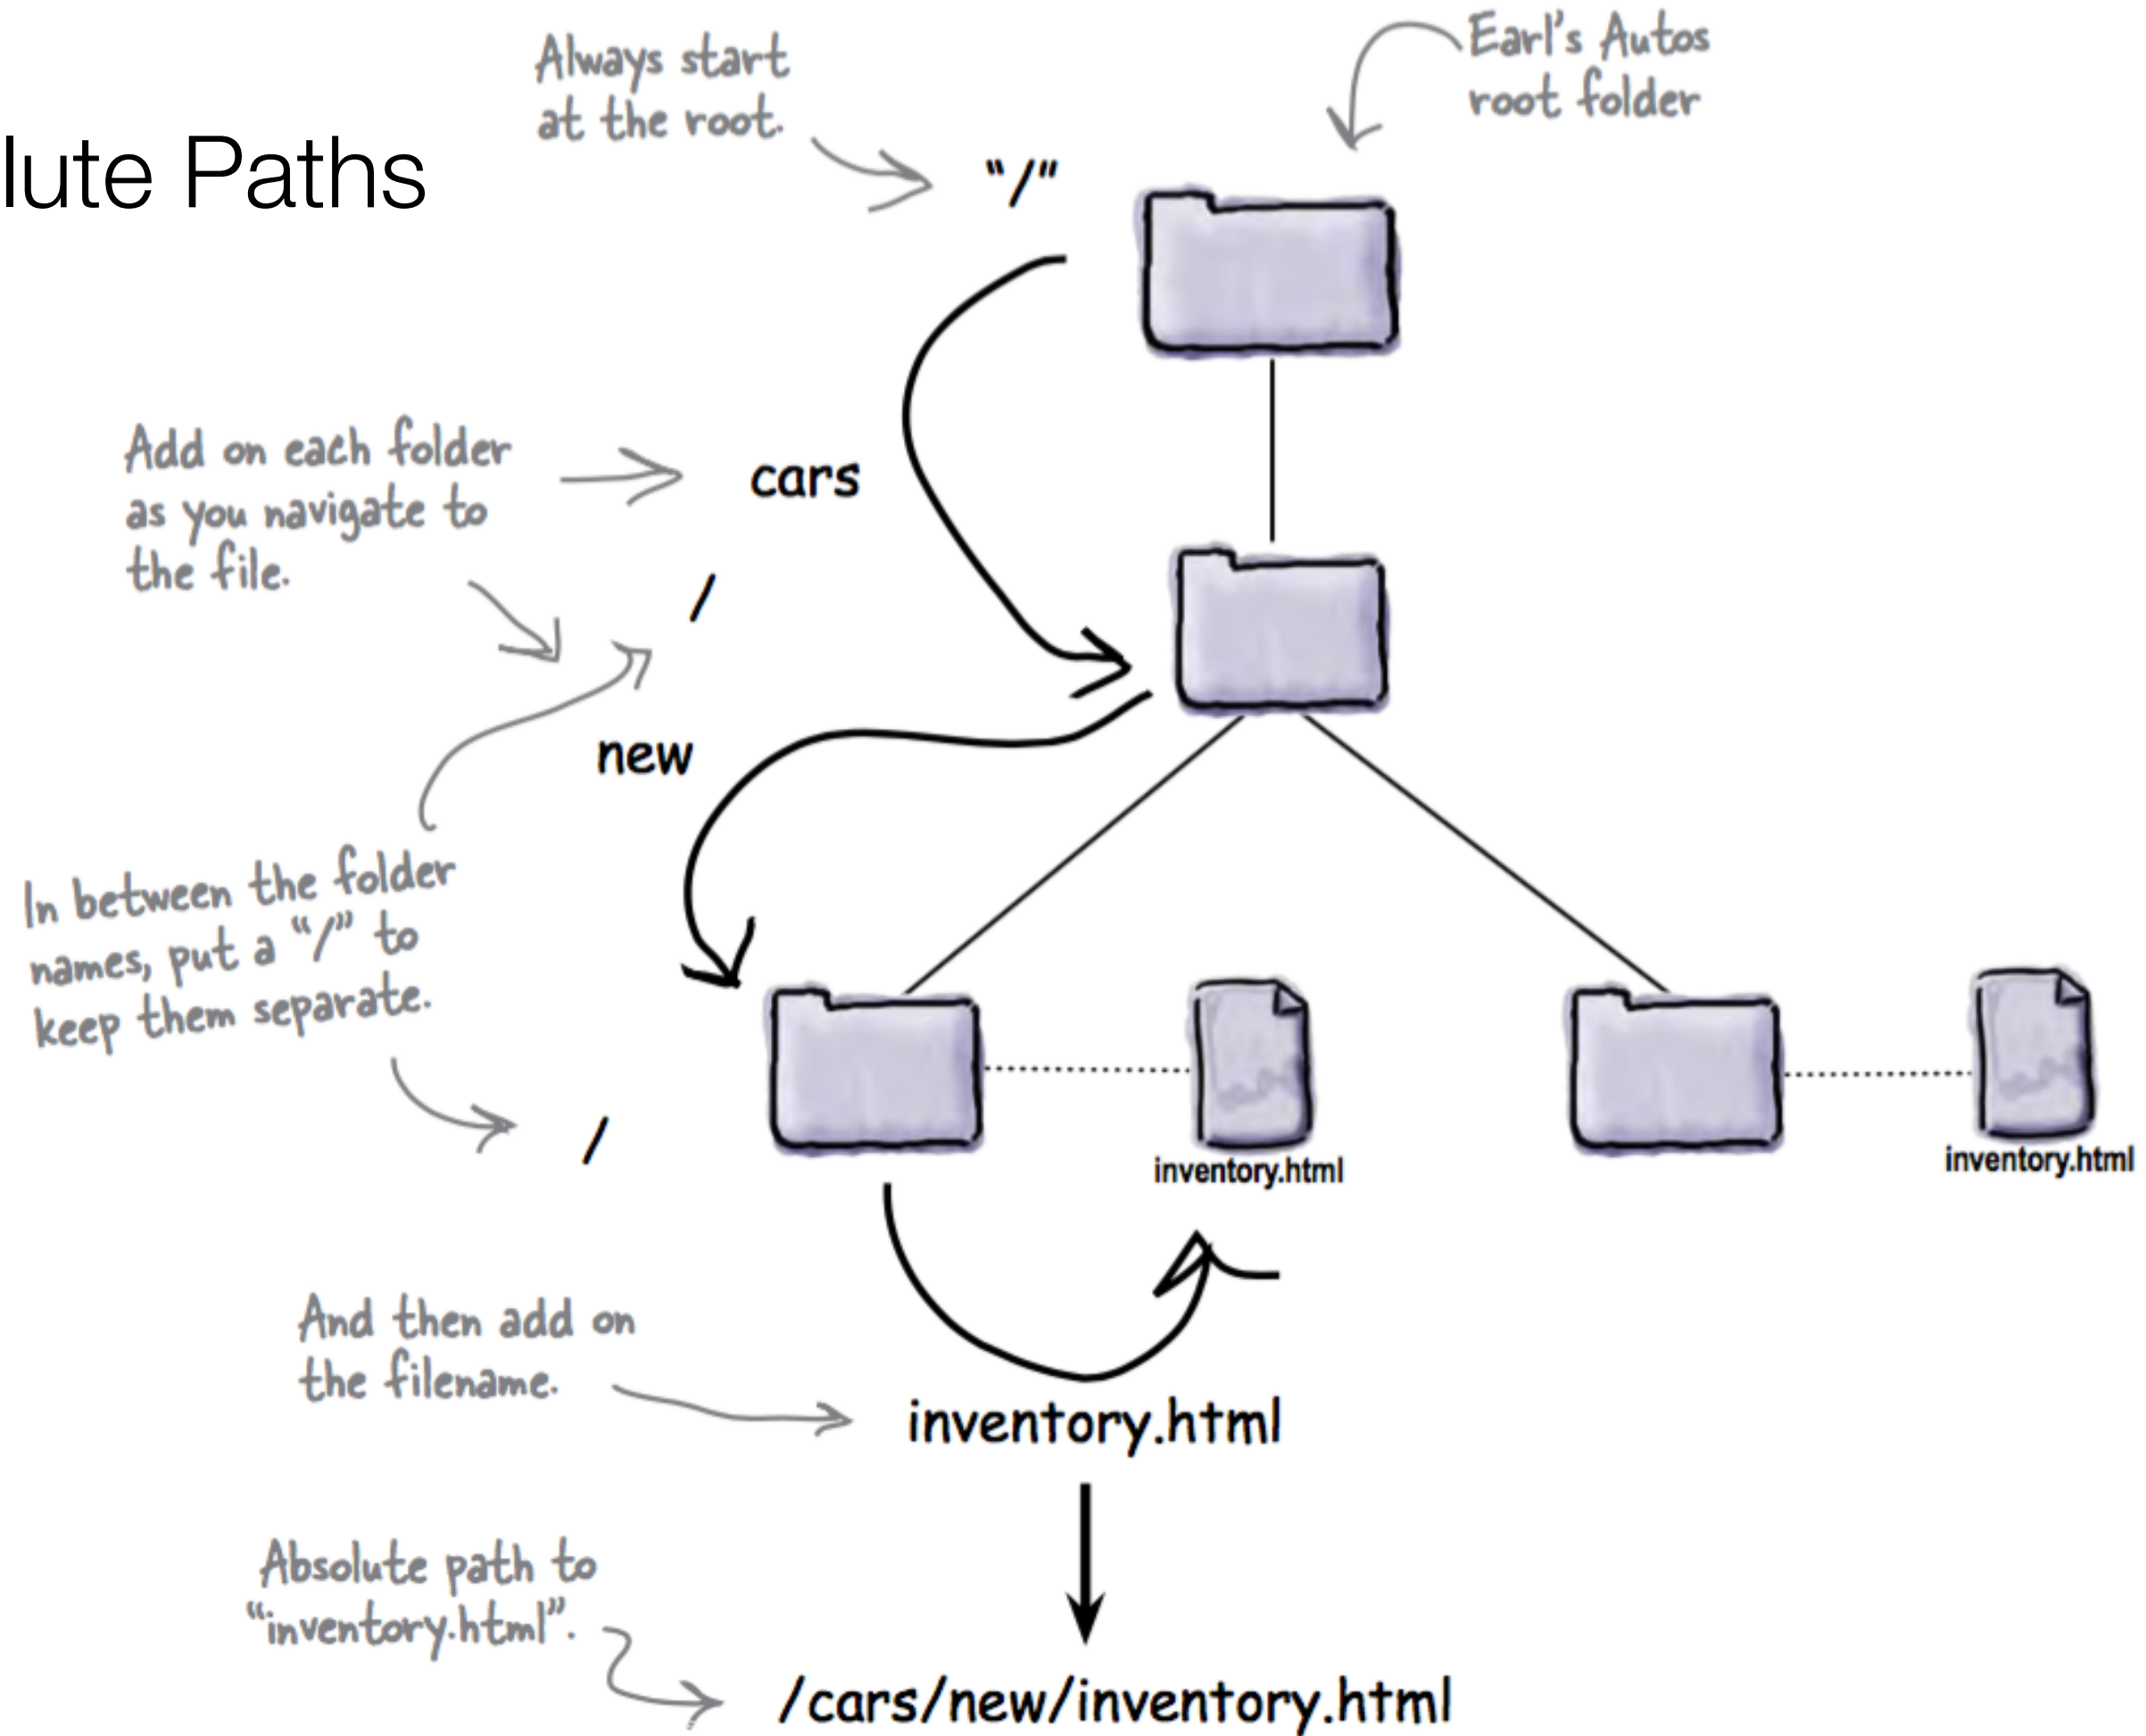 lute Paths
Always start
at the root.
"/"
Earl's Autos
root folder
Add on each folder
as you navigate to
the file.
cars
/
new
In between the folder
names, put a "/" to
keep them separate.
/
inventory.html
inventory.html
And then add on
the filename.
inventory.html
Absolute path to
"inventory.html".
/cars/new/inventory.html